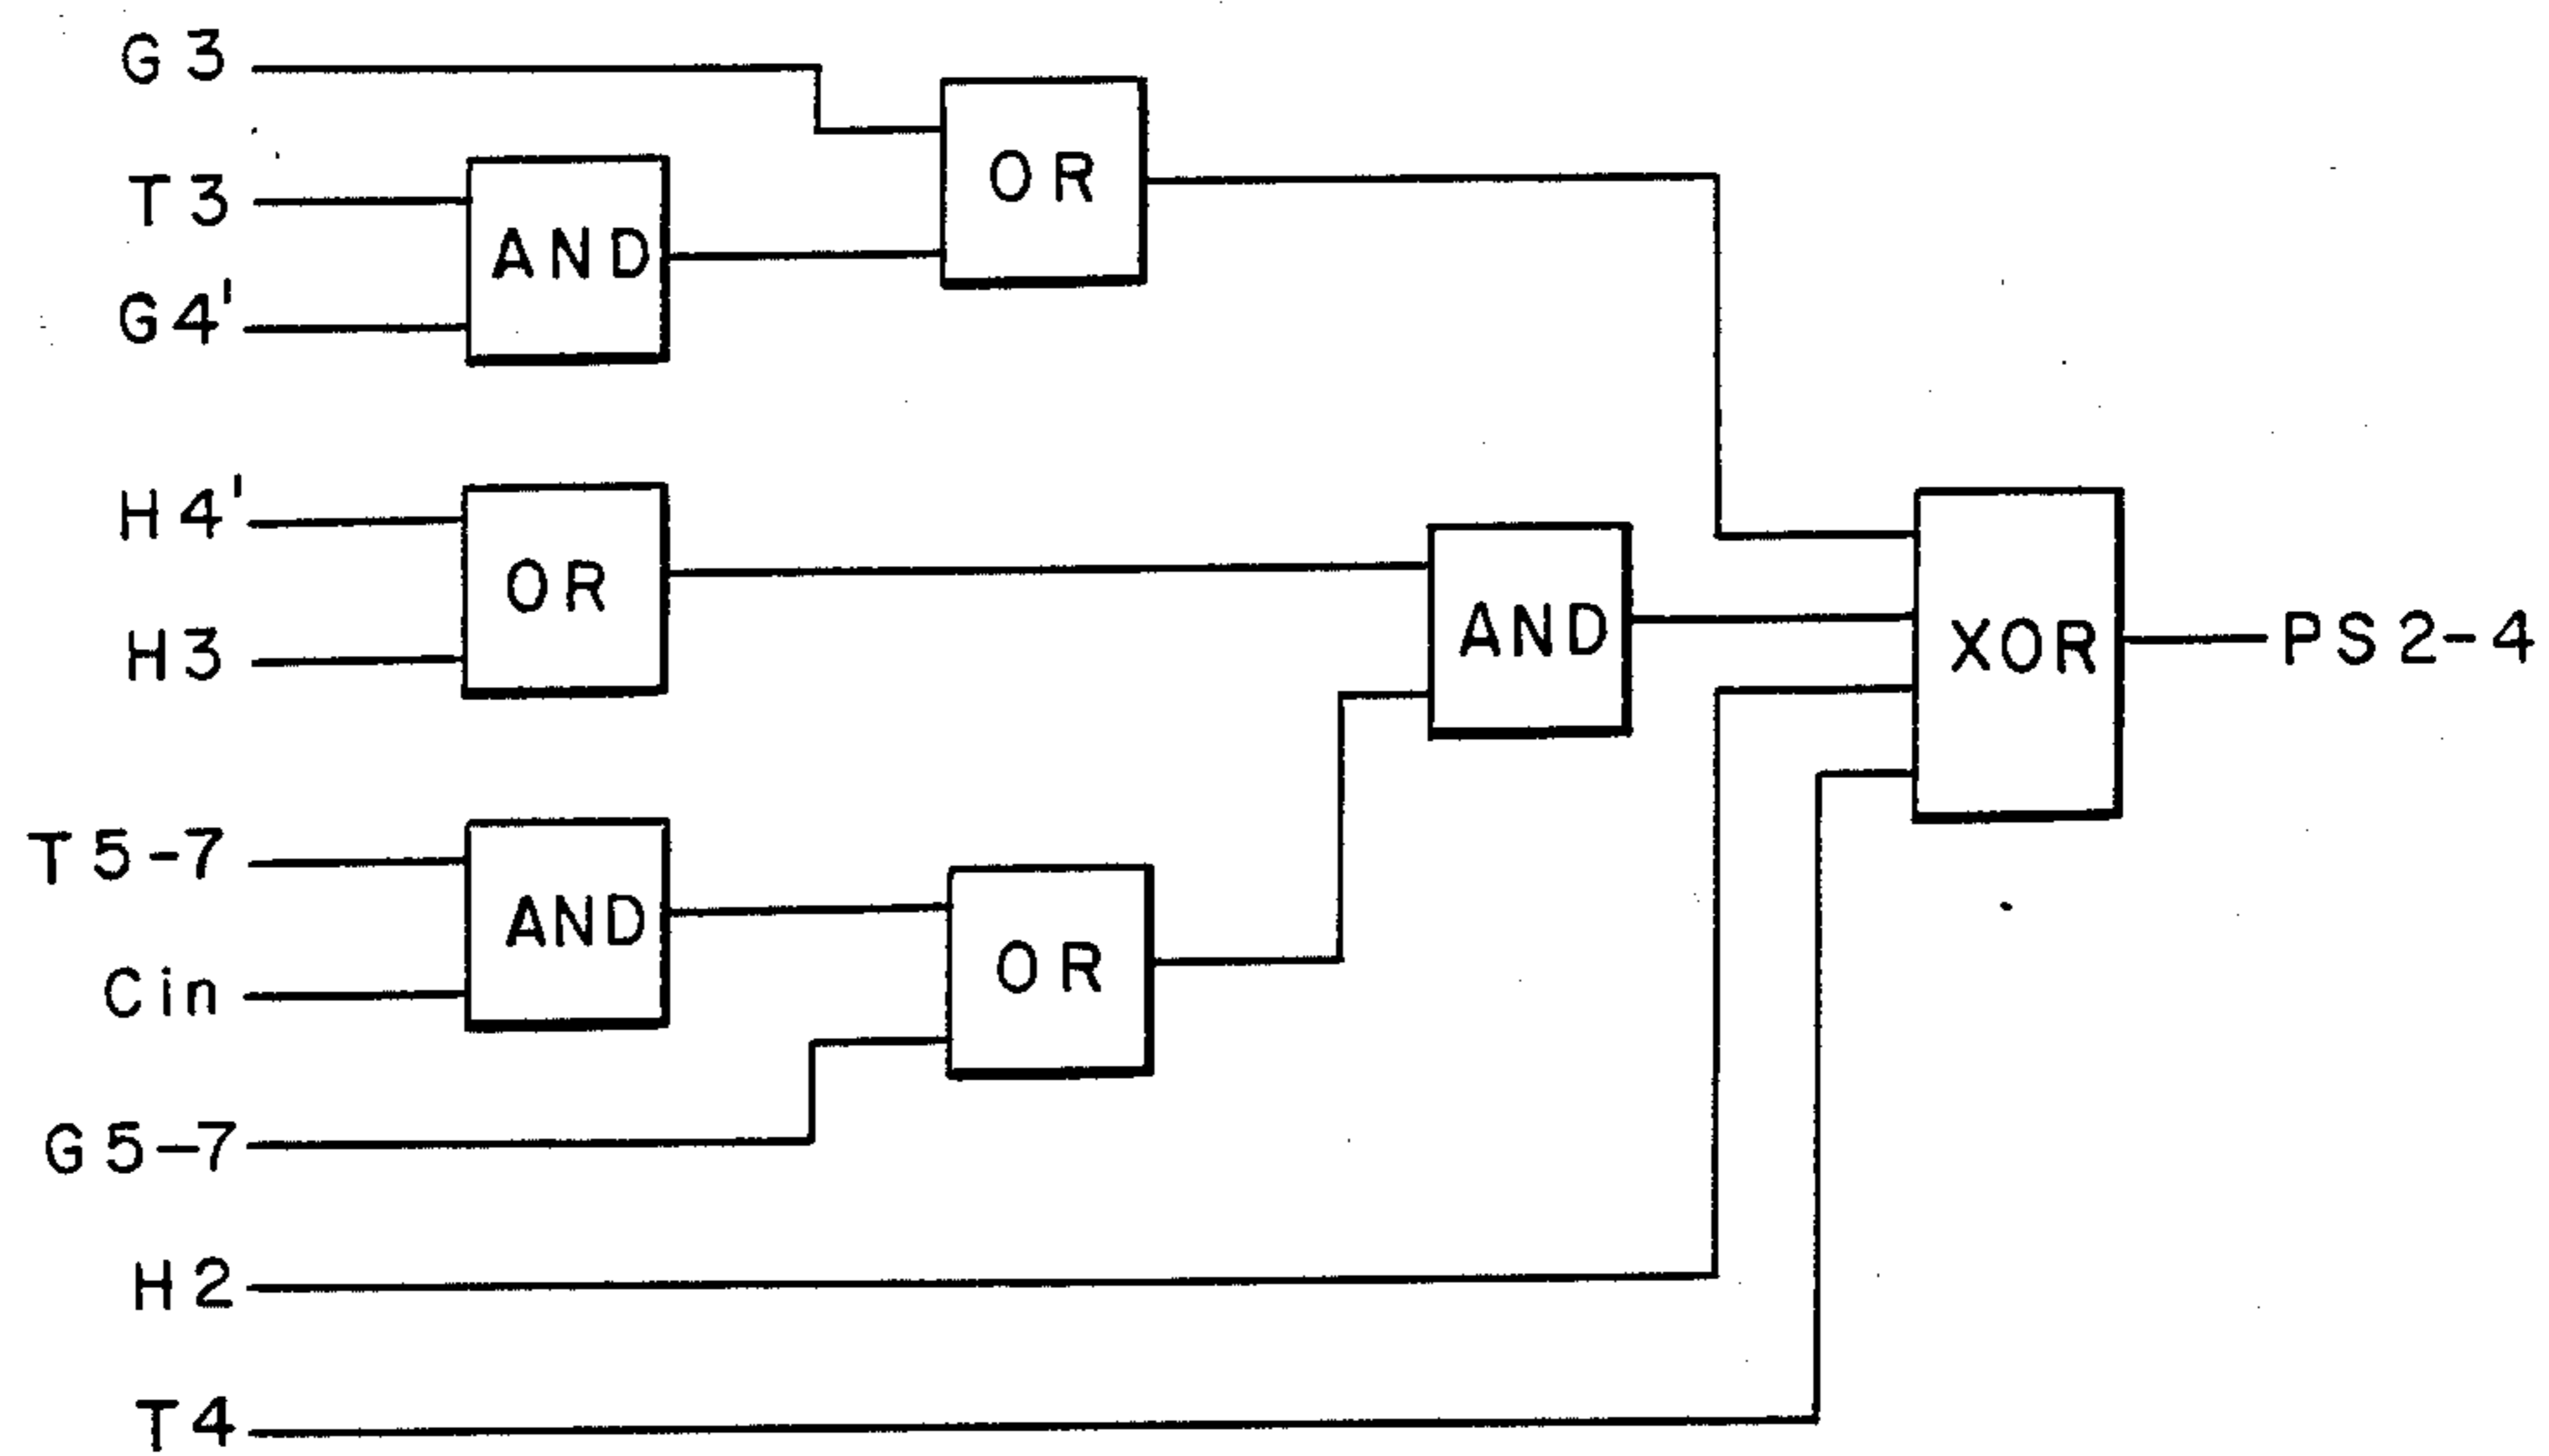 G3
OR
T3
AND
G4'
H4'
OR
H3
AND
XOR
PS2-4
T5-7
AND
Cin
OR
G5-7
H2
T4